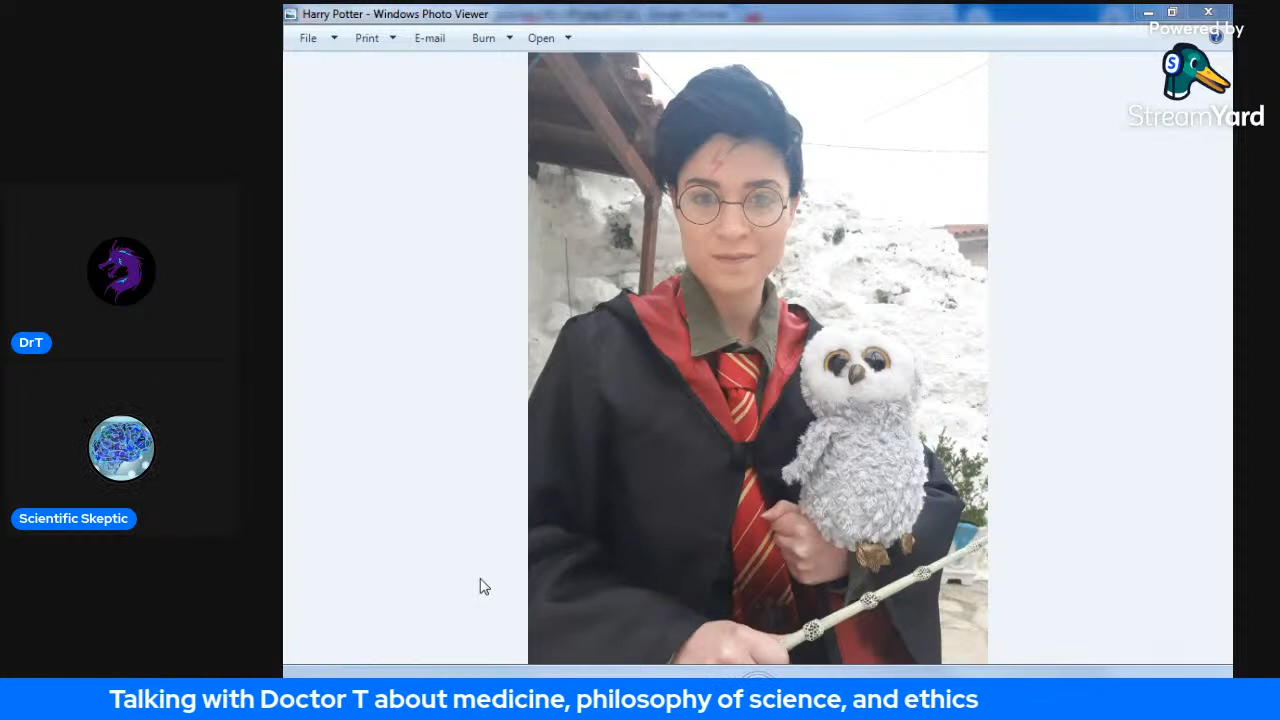 Harry Potter - Windows Photo Viewer
File Print E-mail Burn Open
Powered by
S
StreamYard
DrT
Scientific Skeptic
Talking with Doctor T about medicine, philosophy of science, and ethics